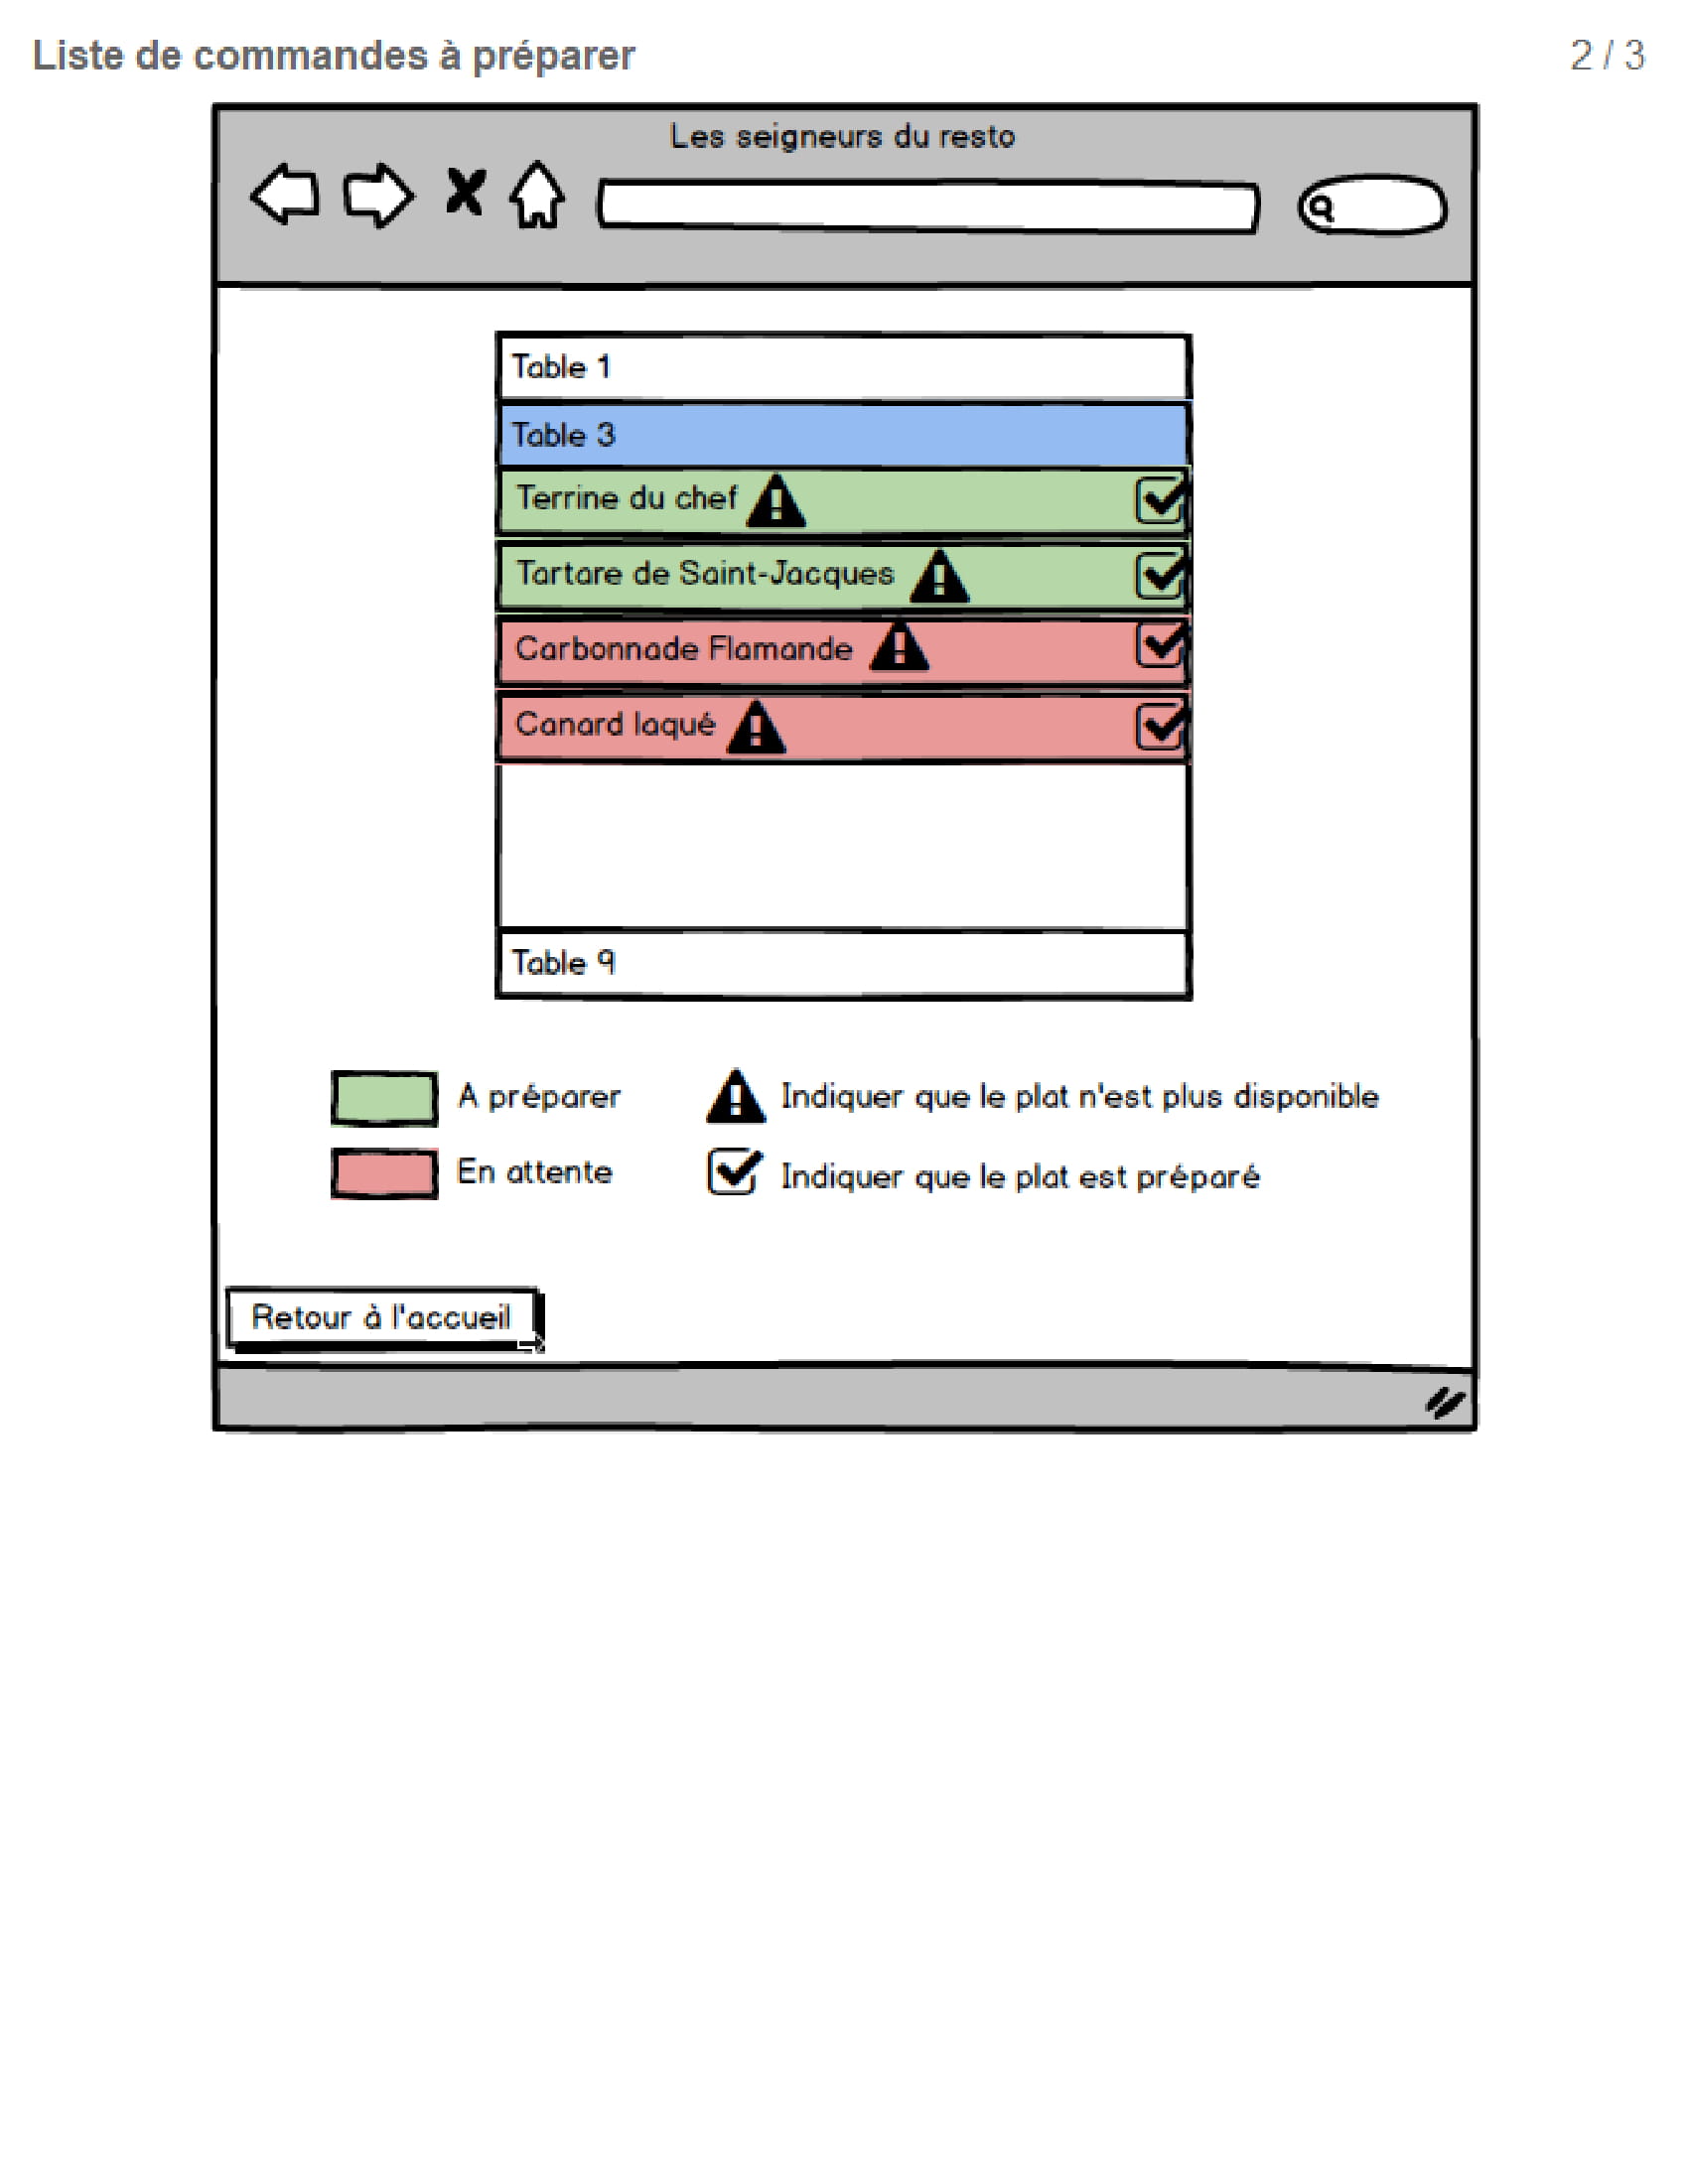 Liste de commandes à préparer 2 / 3
Les seigneurs du resto
Table 1
Table 3
Terrine du chef
Tartare de Saint-Jacques
Carbonnade Flamande
Canard laqué
Table 9
A préparer Indiquer que le plat n'est plus disponible
En attente Indiquer que le plat est préparé
Retour à l'accueil